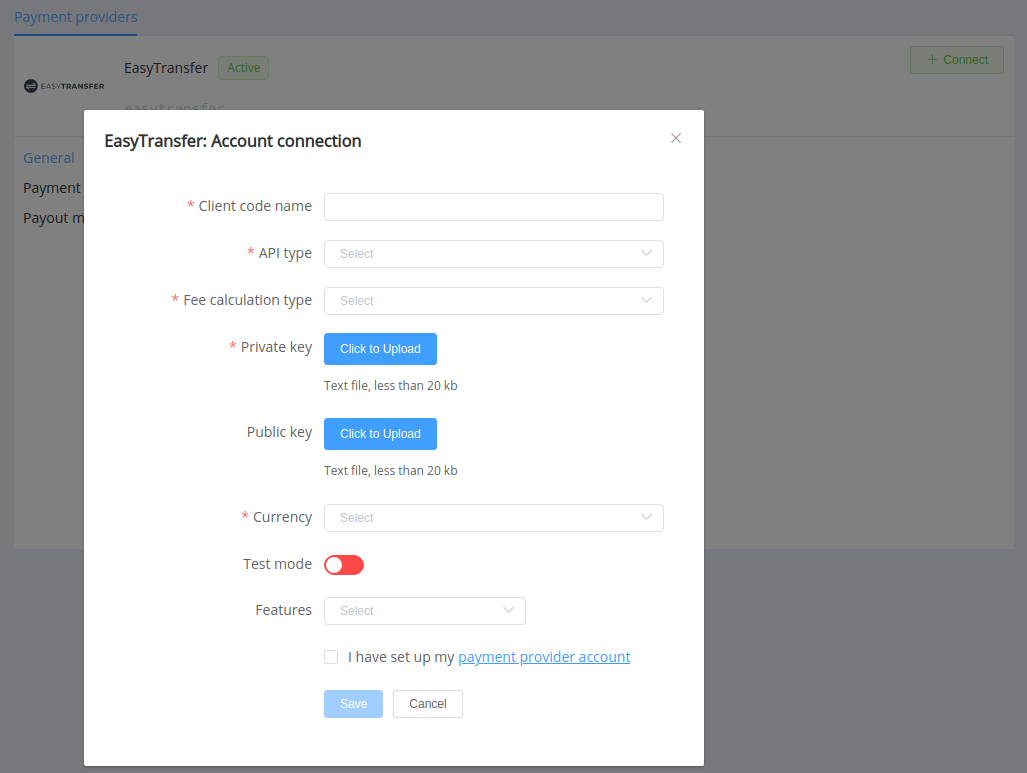 Payment providers
EasyTransfer Active
+ Connect
EASYTRANSFER
easytransfer
EasyTransfer: Account connection
General
Payment
Payout m
* Client code name
* API type Select
* Fee calculation type Select
* Private key Click to Upload
Text file, less than 20 kb
Public key Click to Upload
Text file, less than 20 kb
* Currency Select
Test mode
Features Select
I have set up my payment provider account
Save Cancel